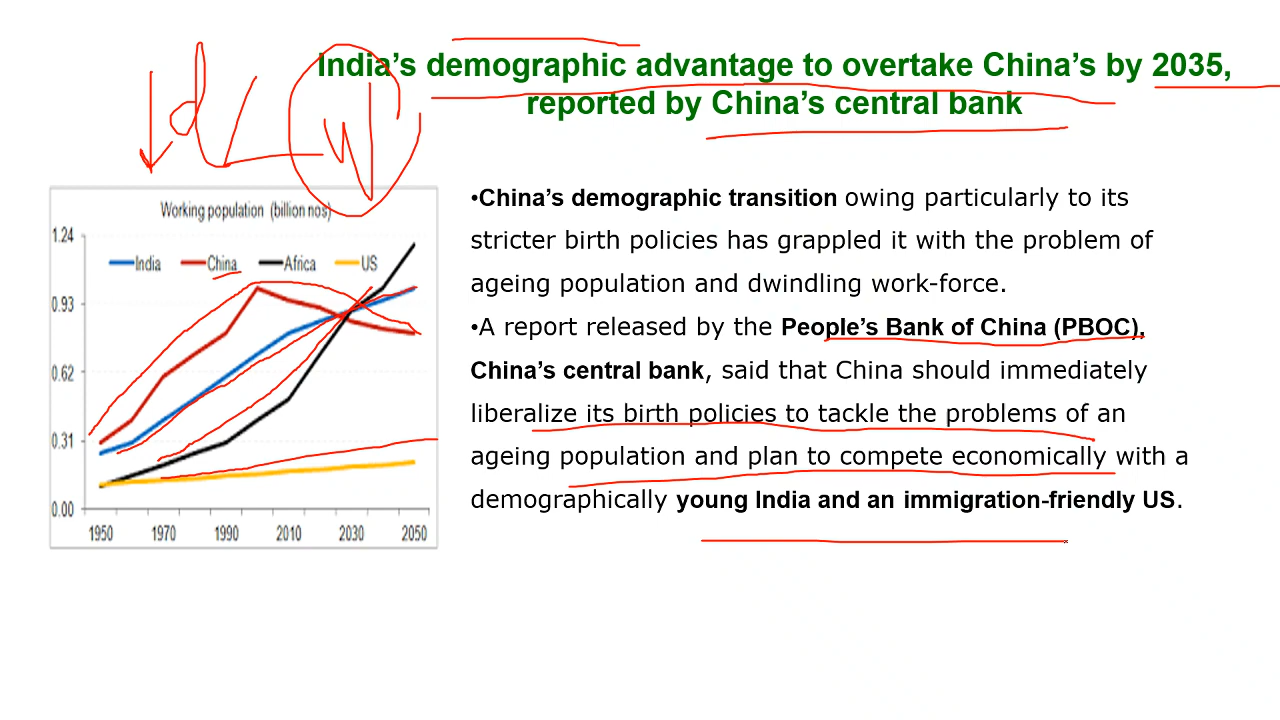 India’s demographic advantage to overtake China’s by 2035,
reported by China’s central bank
Working population (billion nos)
1.24
India China Africa US
0.93
0.62
0.31
0.00
1950 1970 1990 2010 2030 2050
•China’s demographic transition owing particularly to its
stricter birth policies has grappled it with the problem of
ageing population and dwindling work-force.
•A report released by the People’s Bank of China (PBOC),
China’s central bank, said that China should immediately
liberalize its birth policies to tackle the problems of an
ageing population and plan to compete economically with a
demographically young India and an immigration-friendly US.